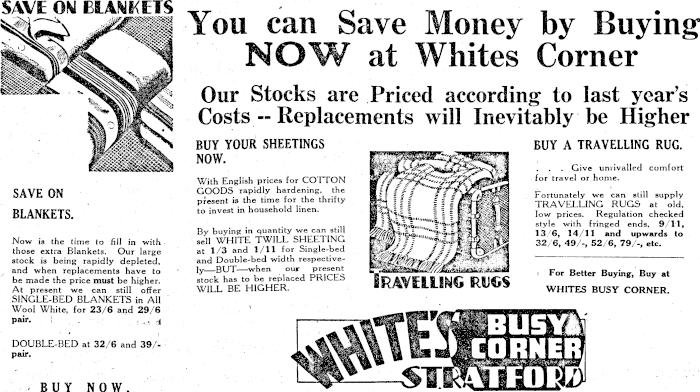 SAVE ON BLANKETS
You can Save Money by Buying
NOW at Whites Corner
Our Stocks are Priced according to last year's
Costs -- Replacements will Inevitably be Higher
SAVE ON
BLANKETS.
Now is the time to fill in with
those extra Blankets. Our large
stock is being rapidly depleted,
and when replacements have to
be made the price must be higher.
At present we can still offer
SINGLE-BED BLANKETS in All
Wool White, for 23/6 and 29/6
pair.
DOUBLE-BED at 32/6 and 39/-
pair.
BUY NOW.
BUY YOUR SHEETINGS
NOW.
With English prices for COTTON
GOODS rapidly hardening, the
present is the time for the thrifty
to invest in household linen.
By buying in quantity we can still
sell WHITE TWILL SHEETING
at 1/3 and 1/11 for Single-bed
and Double-bed width respective-
ly—BUT—when our present
stock has to be replaced PRICES
WILL BE HIGHER.
TRAVELLING RUGS
BUY A TRAVELLING RUG.
. . . Give unrivalled comfort
for travel or home.
Fortunately we can still supply
TRAVELLING RUGS at old,
low prices. Regulation checked
style with fringed ends. 9/11,
13/6, 14/11 and upwards to
32/6, 49/-, 52/6, 79/-, etc.
For Better Buying, Buy at
WHITES BUSY CORNER.
WHITE'S BUSY
CORNER
STRATFORD